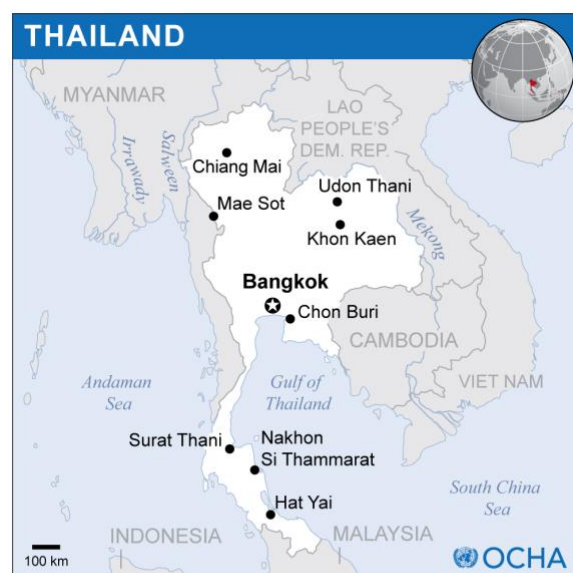 THAILAND
MYANMAR
LAO
PEOPLE'S
DEM. REP.
Irrawaddy
Salween
Chiang Mai
Udon Thani
Mae Sot
Khon Kaen
Mekong
Bangkok
Chon Buri
CAMBODIA
VIET NAM
Andaman
Sea
Gulf of
Thailand
Surat Thani
Nakhon
Si Thammarat
Hat Yai
South China
Sea
INDONESIA
MALAYSIA
100 km
OCHA